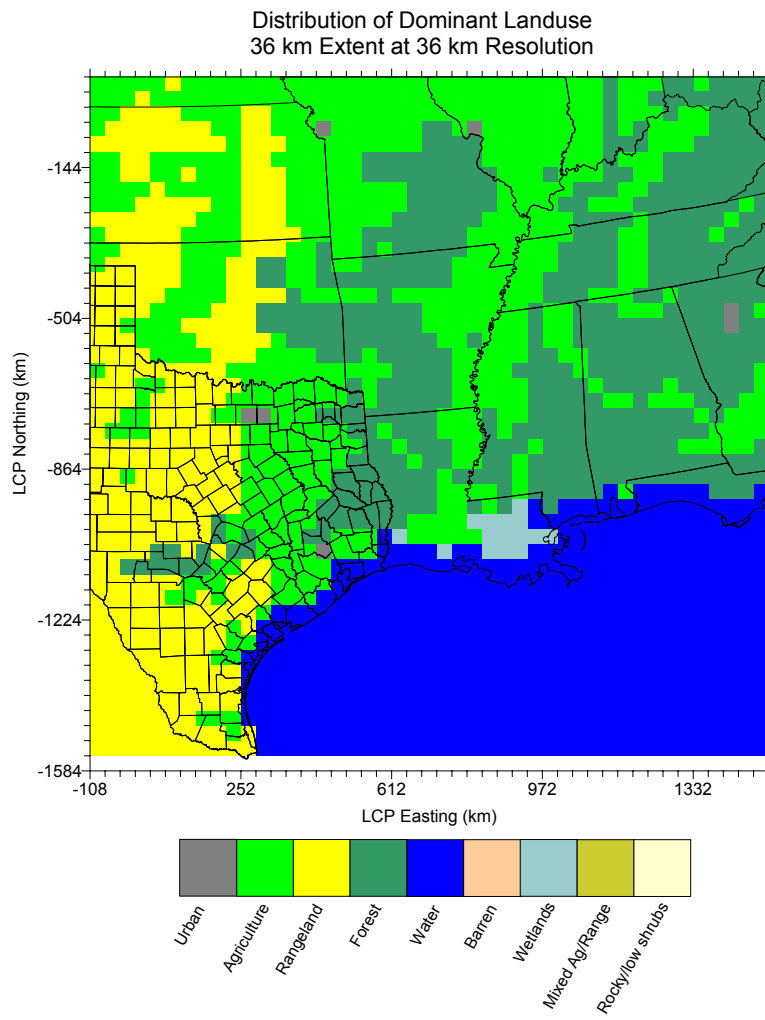 Distribution of Dominant Landuse
36 km Extent at 36 km Resolution
LCP Northing (km)
-144
-504
-864
-1224
-1584
-108 252 612 972 1332
LCP Easting (km)
Urban
Agriculture
Rangeland
Forest
Water
Barren
Wetlands
Mixed Ag/Range
Rocky/low shrubs